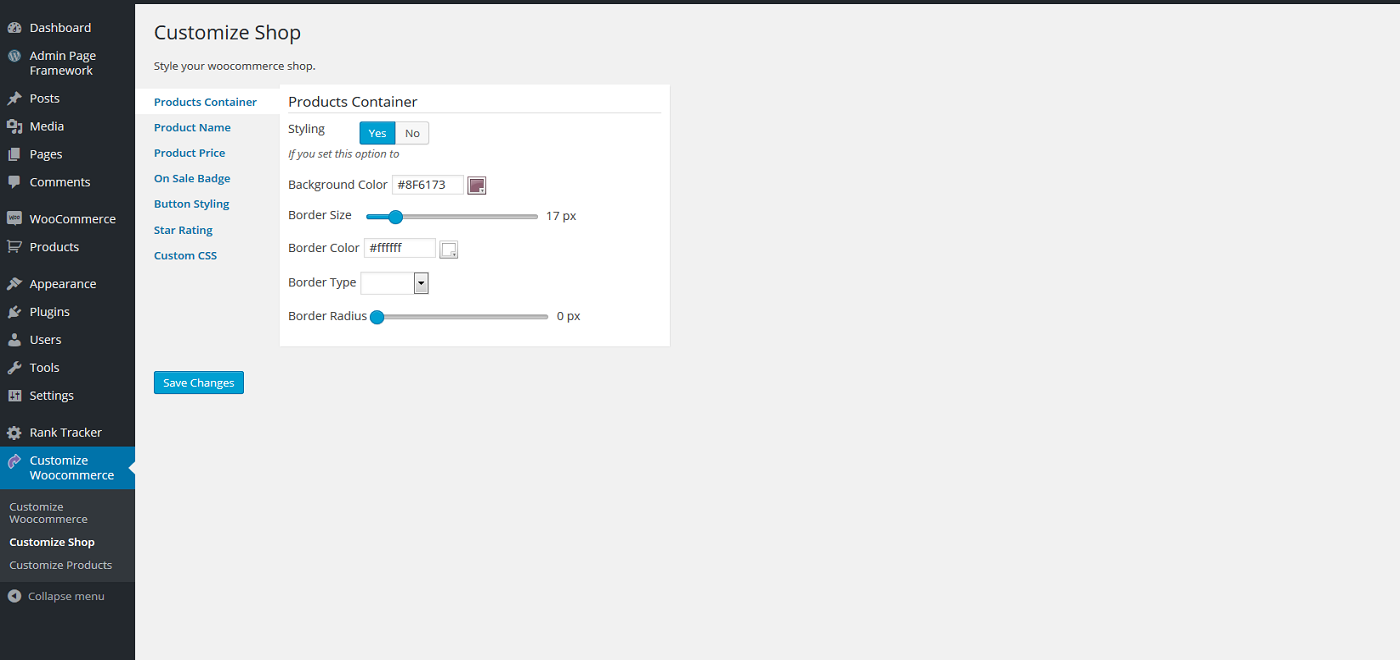 Dashboard
Admin Page
Framework
Posts
Media
Pages
Comments
WooCommerce
Products
Appearance
Plugins
Users
Tools
Settings
Rank Tracker
Customize
Woocommerce
Customize
Woocommerce
Customize Shop
Customize Products
Collapse menu
Customize Shop
Style your woocommerce shop.
Products Container
Product Name
Product Price
On Sale Badge
Button Styling
Star Rating
Custom CSS
Products Container
Styling Yes No
If you set this option to
Background Color #8F6173
Border Size 17 px
Border Color #ffffff
Border Type
Border Radius 0 px
Save Changes